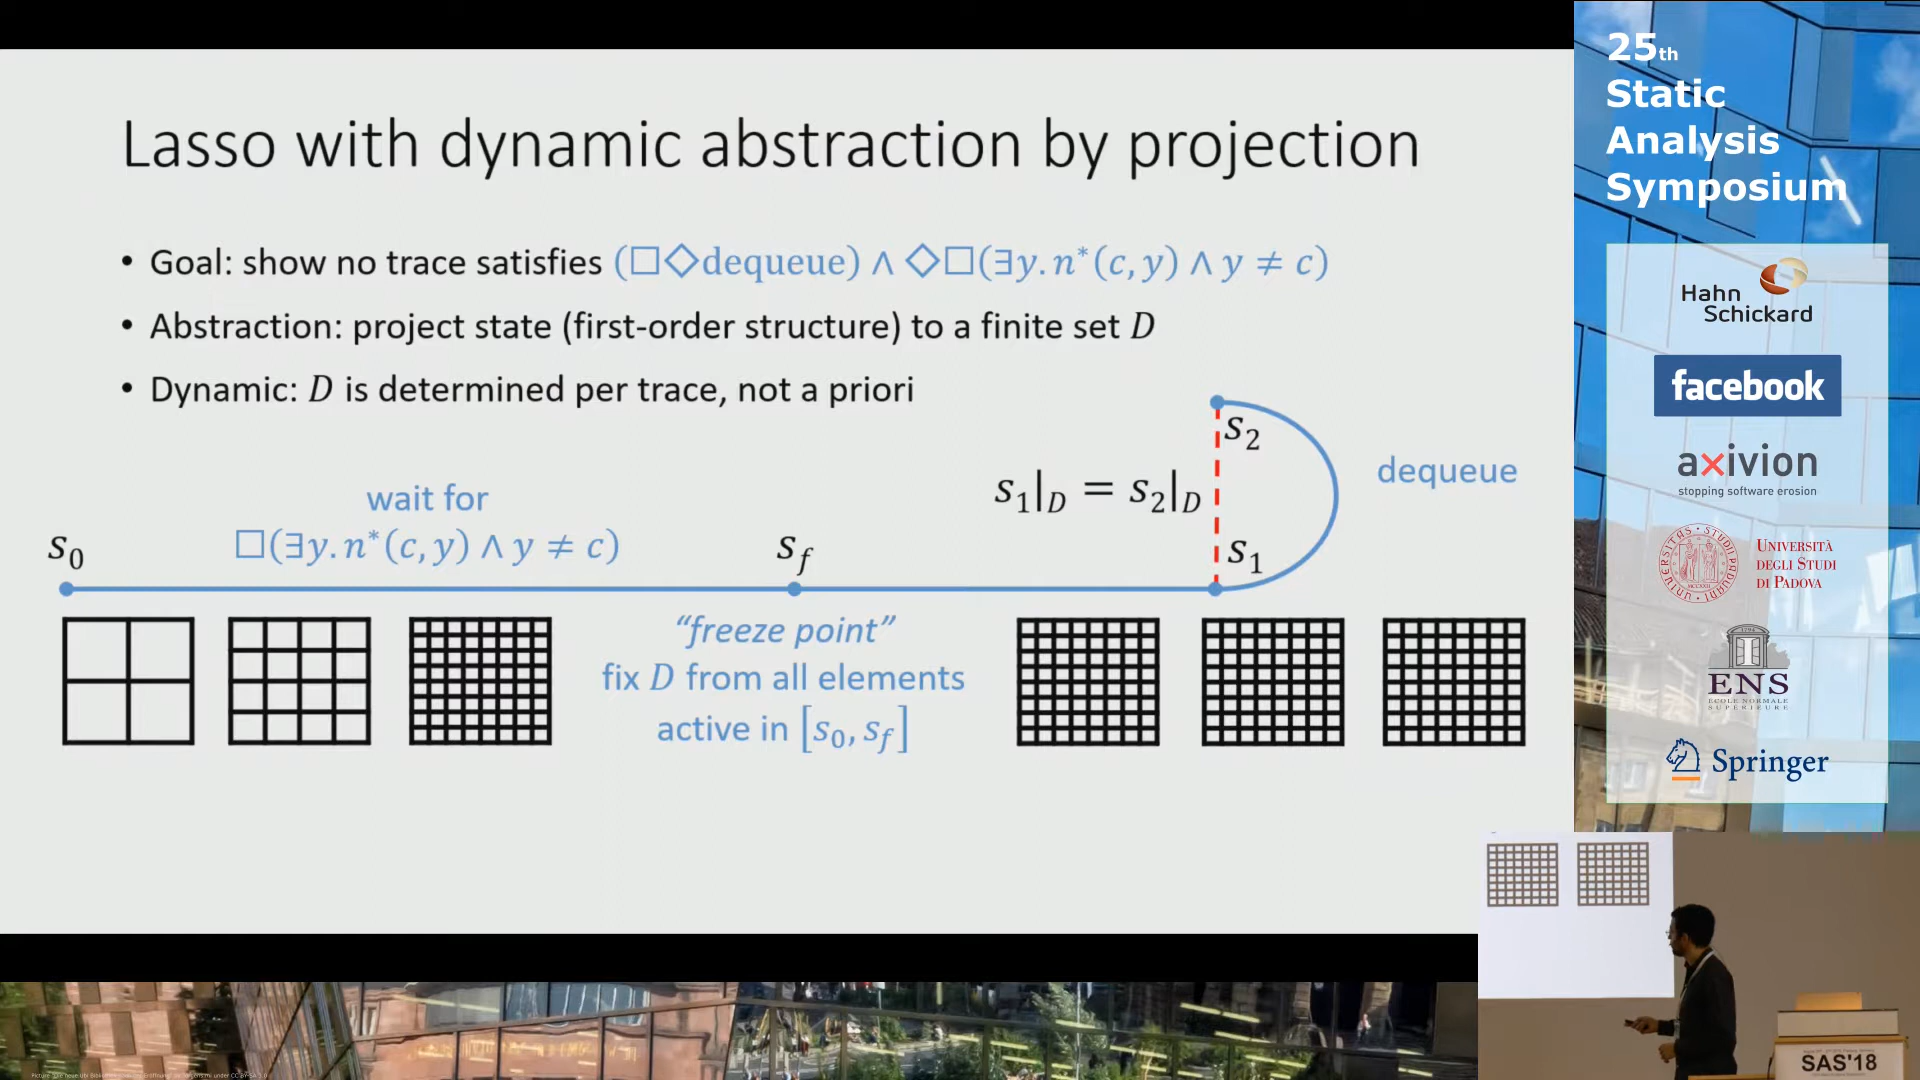 Lasso with dynamic abstraction by projection
• Goal: show no trace satisfies (□◇dequeue) ∧ ◇□(∃y. n*(c, y) ∧ y ≠ c)
• Abstraction: project state (first-order structure) to a finite set D
• Dynamic: D is determined per trace, not a priori
s₂
s₁|_D = s₂|_D
dequeue
wait for
□(∃y. n*(c, y) ∧ y ≠ c)
s₀
s_f
s₁
“freeze point”
fix D from all elements
active in [s₀, s_f]
25th
Static
Analysis
Symposium
Hahn
Schickard
facebook
axivion
stopping software erosion
UNIVERSITÀ
DEGLI STUDI
DI PADOVA
ENS
ECOLE NORMALE
SUPERIEURE
Springer
SAS'18